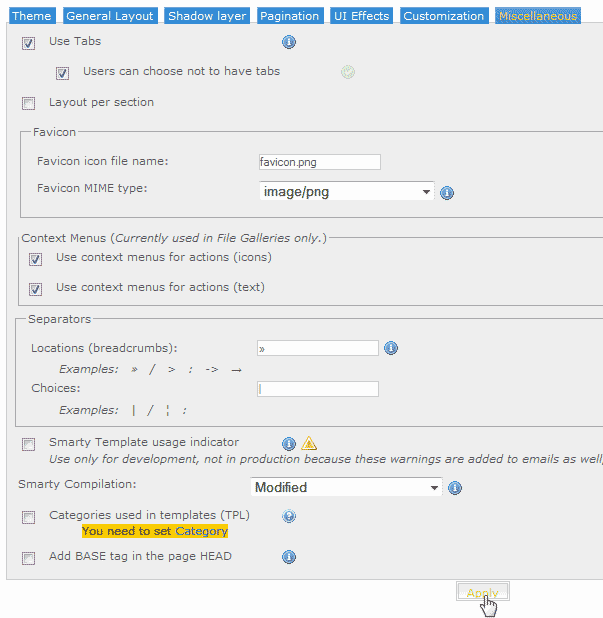 Theme General Layout Shadow layer Pagination UI Effects Customization Miscellaneous
Use Tabs
Users can choose not to have tabs
Layout per section
Favicon
Favicon icon file name: favicon.png
Favicon MIME type: image/png
Context Menus (Currently used in File Galleries only.)
Use context menus for actions (icons)
Use context menus for actions (text)
Separators
Locations (breadcrumbs): »
Examples: » / > : -> →
Choices: |
Examples: | / ¦ :
Smarty Template usage indicator
Use only for development, not in production because these warnings are added to emails as well,
Smarty Compilation: Modified
Categories used in templates (TPL)
You need to set Category
Add BASE tag in the page HEAD
Apply